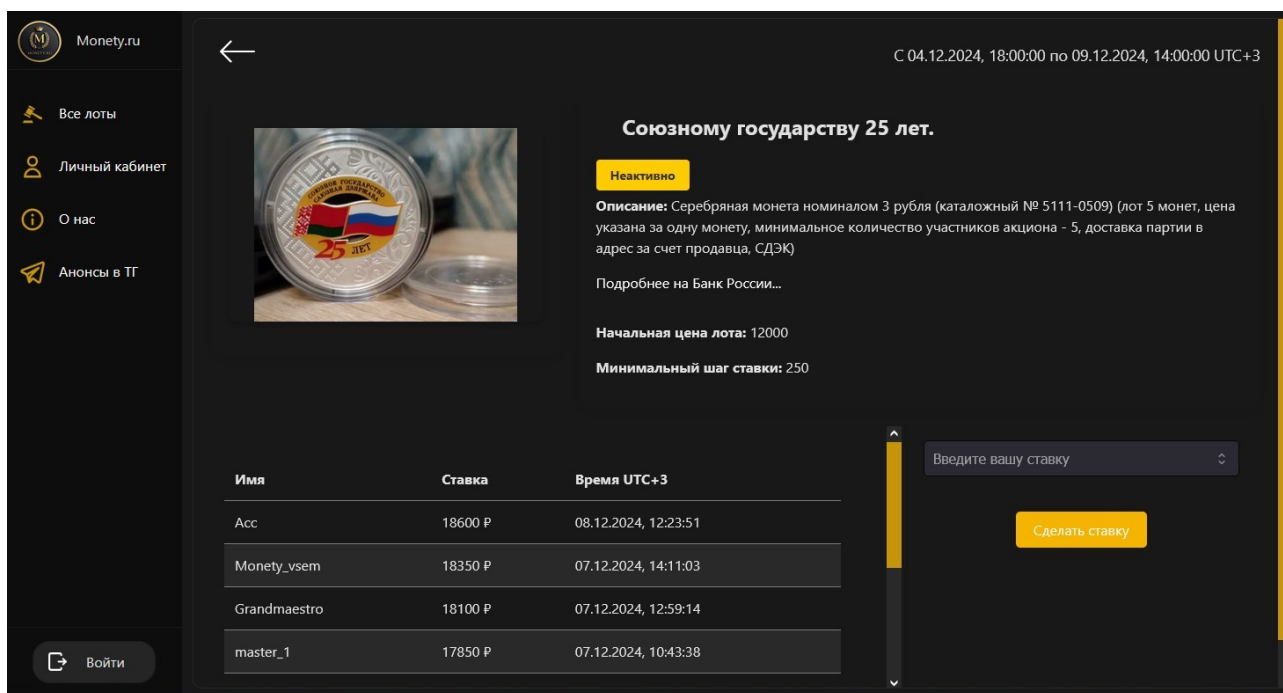 Monety.ru
С 04.12.2024, 18:00:00 по 09.12.2024, 14:00:00 UTC+3
Все лоты
Личный кабинет
О нас
Анонсы в ТГ
Войти
СОЮЗНОЕ ГОСУДАРСТВО
САЮЗНАЯ ДЗЯРЖАВА
25 ЛЕТ
Союзному государству 25 лет.
Неактивно
Описание: Серебряная монета номиналом 3 рубля (каталожный № 5111-0509) (лот 5 монет, цена
указана за одну монету, минимальное количество участников акциона - 5, доставка партии в
адрес за счет продавца, СДЭК)
Подробнее на Банк России...
Начальная цена лота: 12000
Минимальный шаг ставки: 250
Имя Ставка Время UTC+3
Acc 18600 ₽ 08.12.2024, 12:23:51
Monety_vsem 18350 ₽ 07.12.2024, 14:11:03
Grandmaestro 18100 ₽ 07.12.2024, 12:59:14
master_1 17850 ₽ 07.12.2024, 10:43:38
Введите вашу ставку
Сделать ставку